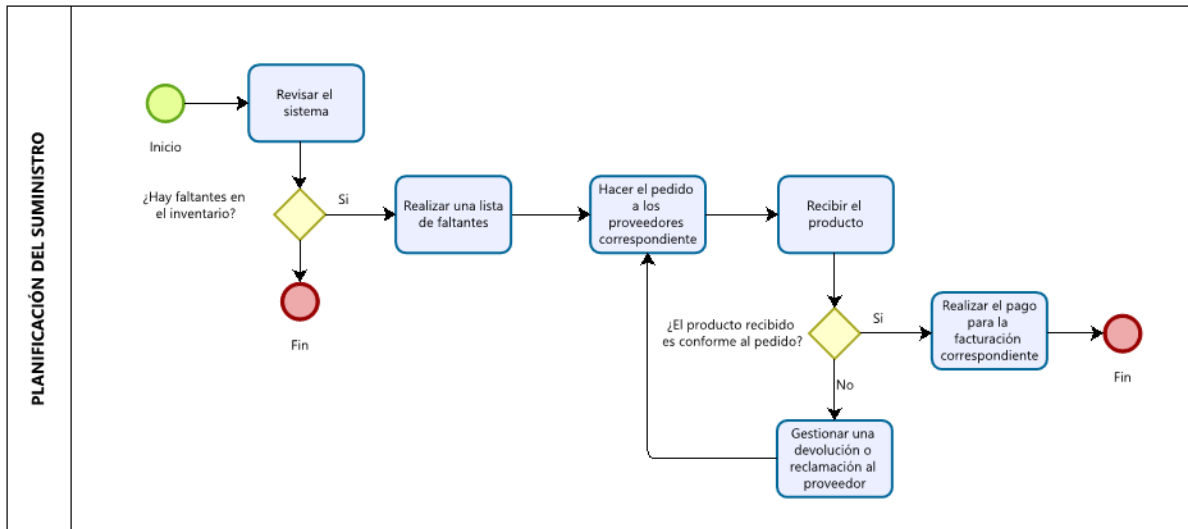 PLANIFICACIÓN DEL SUMINISTRO
Inicio
Revisar el
sistema
¿Hay faltantes en
el inventario?
Si
Fin
Realizar una lista
de faltantes
Hacer el pedido
a los
proveedores
correspondiente
Recibir el
producto
¿El producto recibido
es conforme al pedido?
Si
Realizar el pago
para la
facturación
correspondiente
Fin
No
Gestionar una
devolución o
reclamación al
proveedor